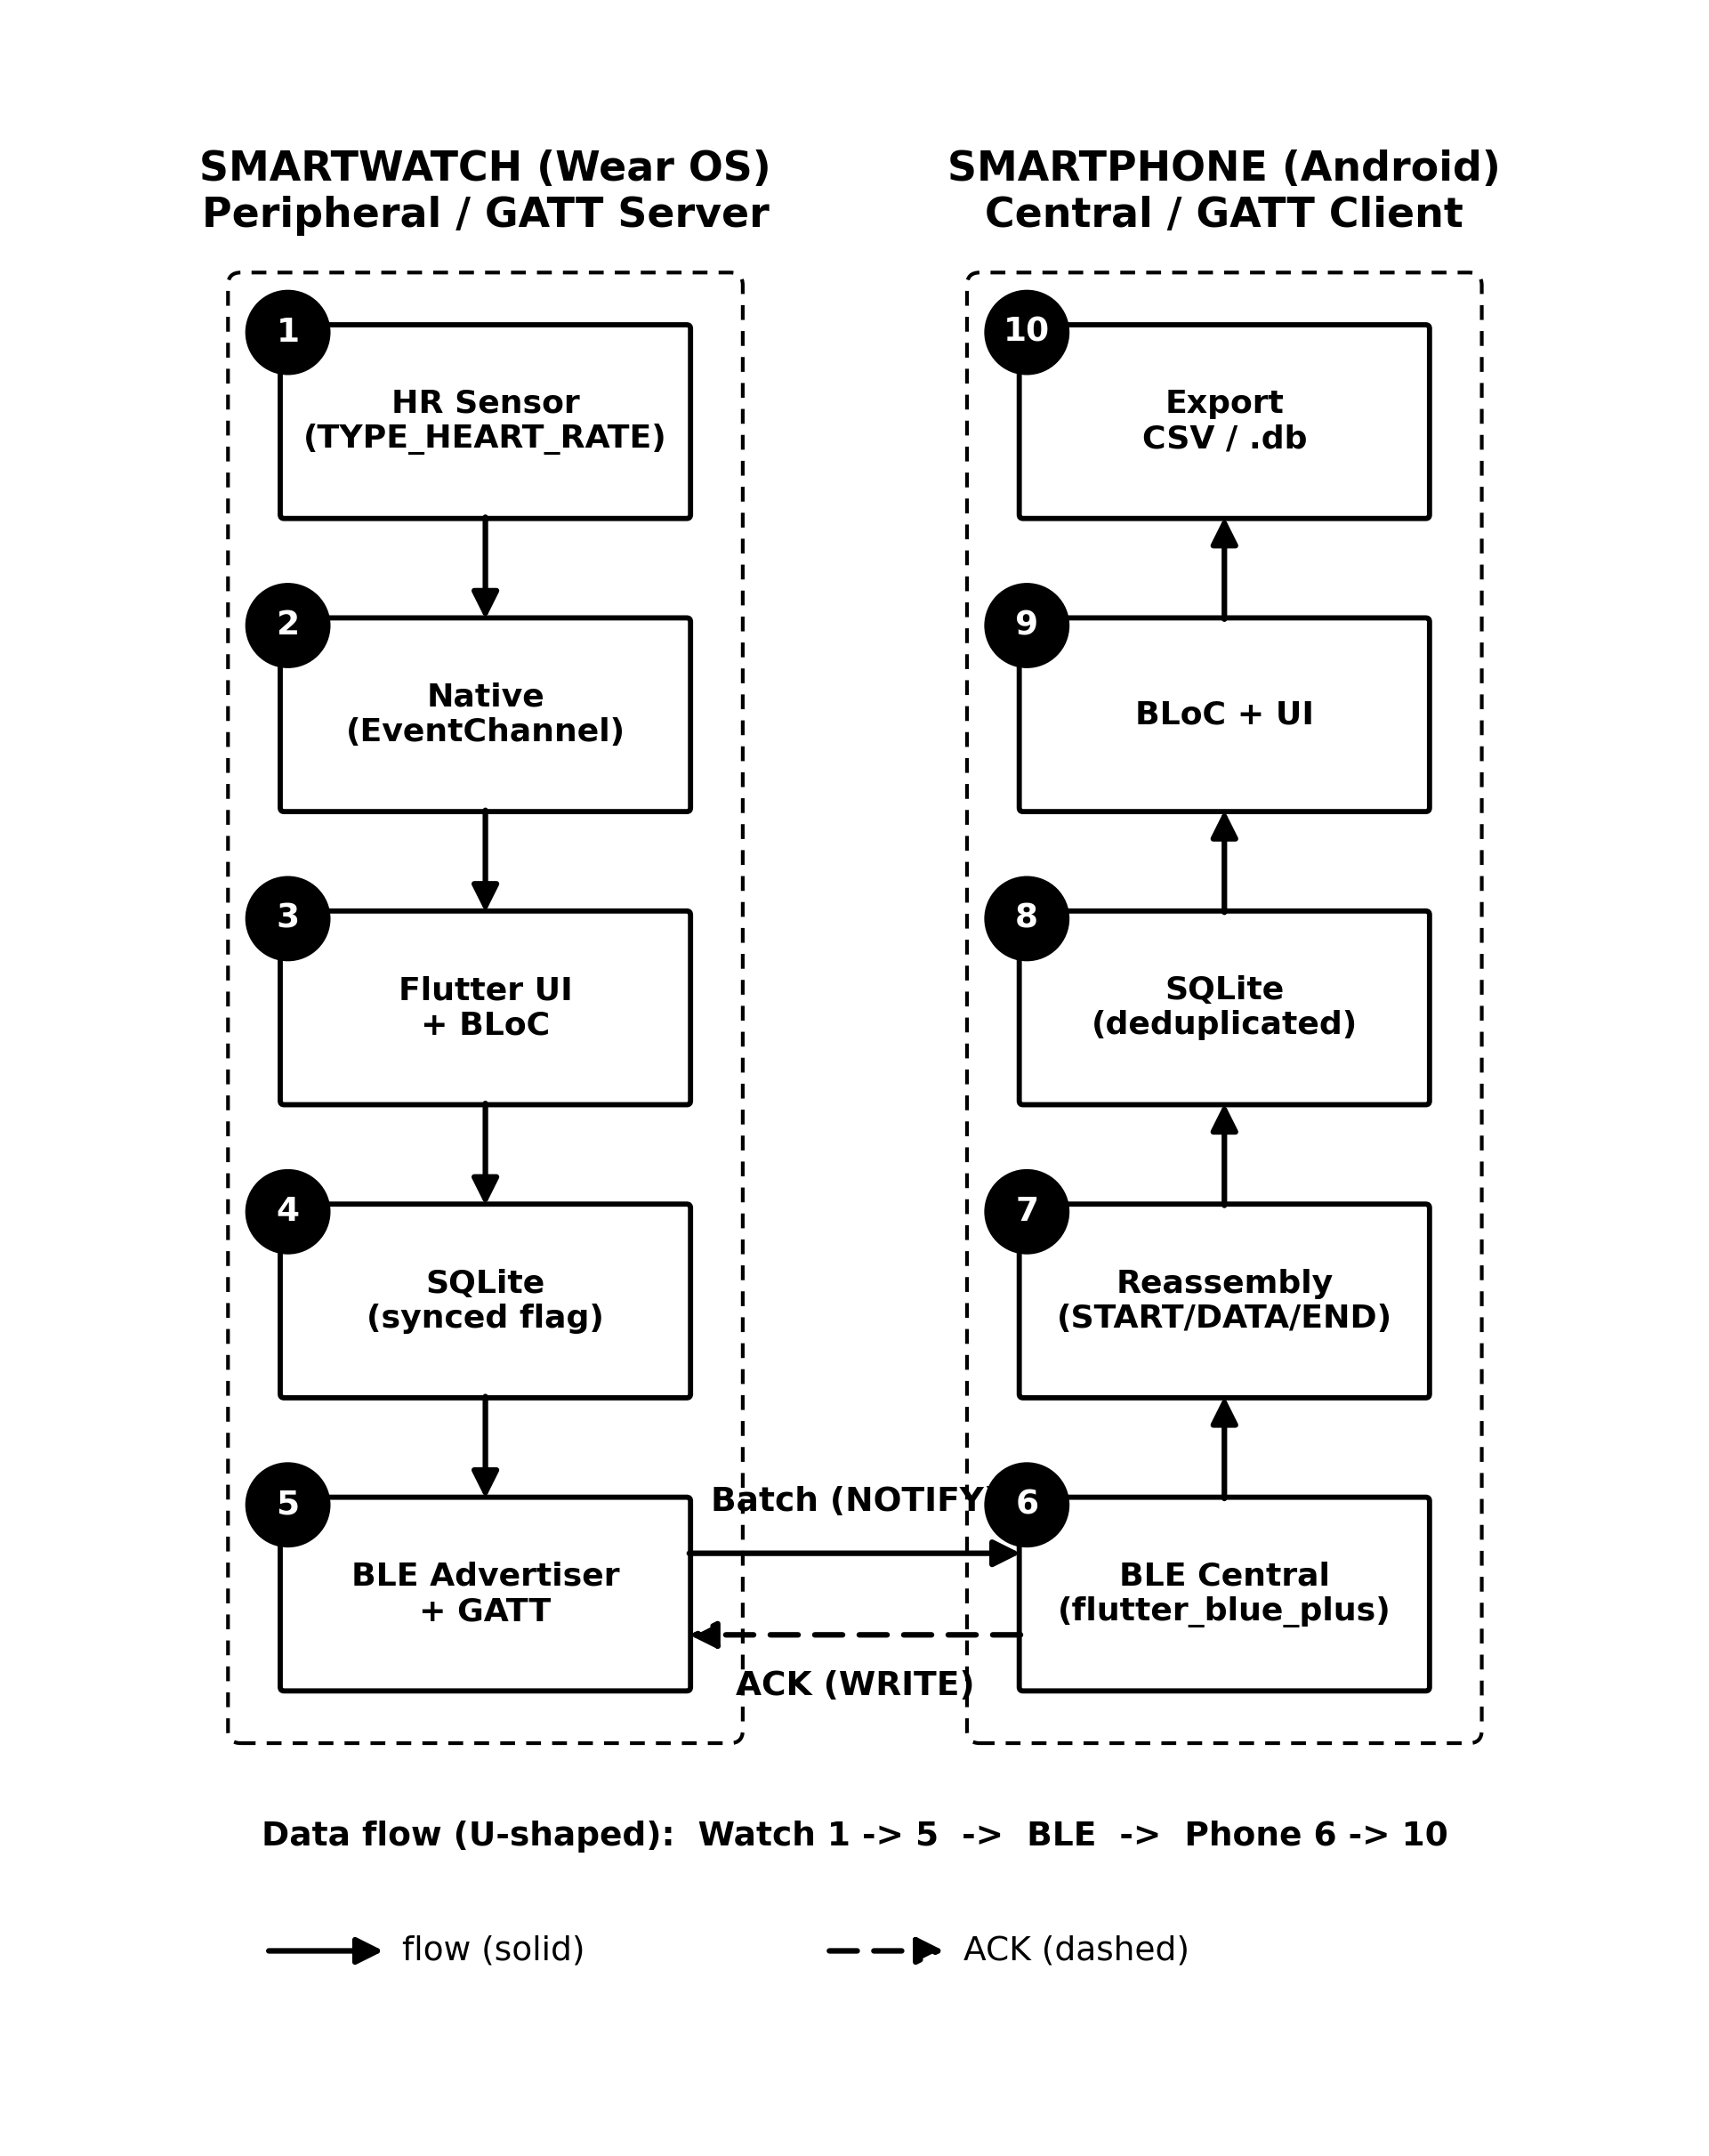 SMARTWATCH (Wear OS)
Peripheral / GATT Server
1
HR Sensor
(TYPE_HEART_RATE)
2
Native
(EventChannel)
3
Flutter UI
+ BLoC
4
SQLite
(synced flag)
5
BLE Advertiser
+ GATT
Batch (NOTIFY)
ACK (WRITE)
SMARTPHONE (Android)
Central / GATT Client
10
Export
CSV / .db
9
BLoC + UI
8
SQLite
(deduplicated)
7
Reassembly
(START/DATA/END)
6
BLE Central
(flutter_blue_plus)
Data flow (U-shaped): Watch 1 -> 5 -> BLE -> Phone 6 -> 10
flow (solid)
ACK (dashed)